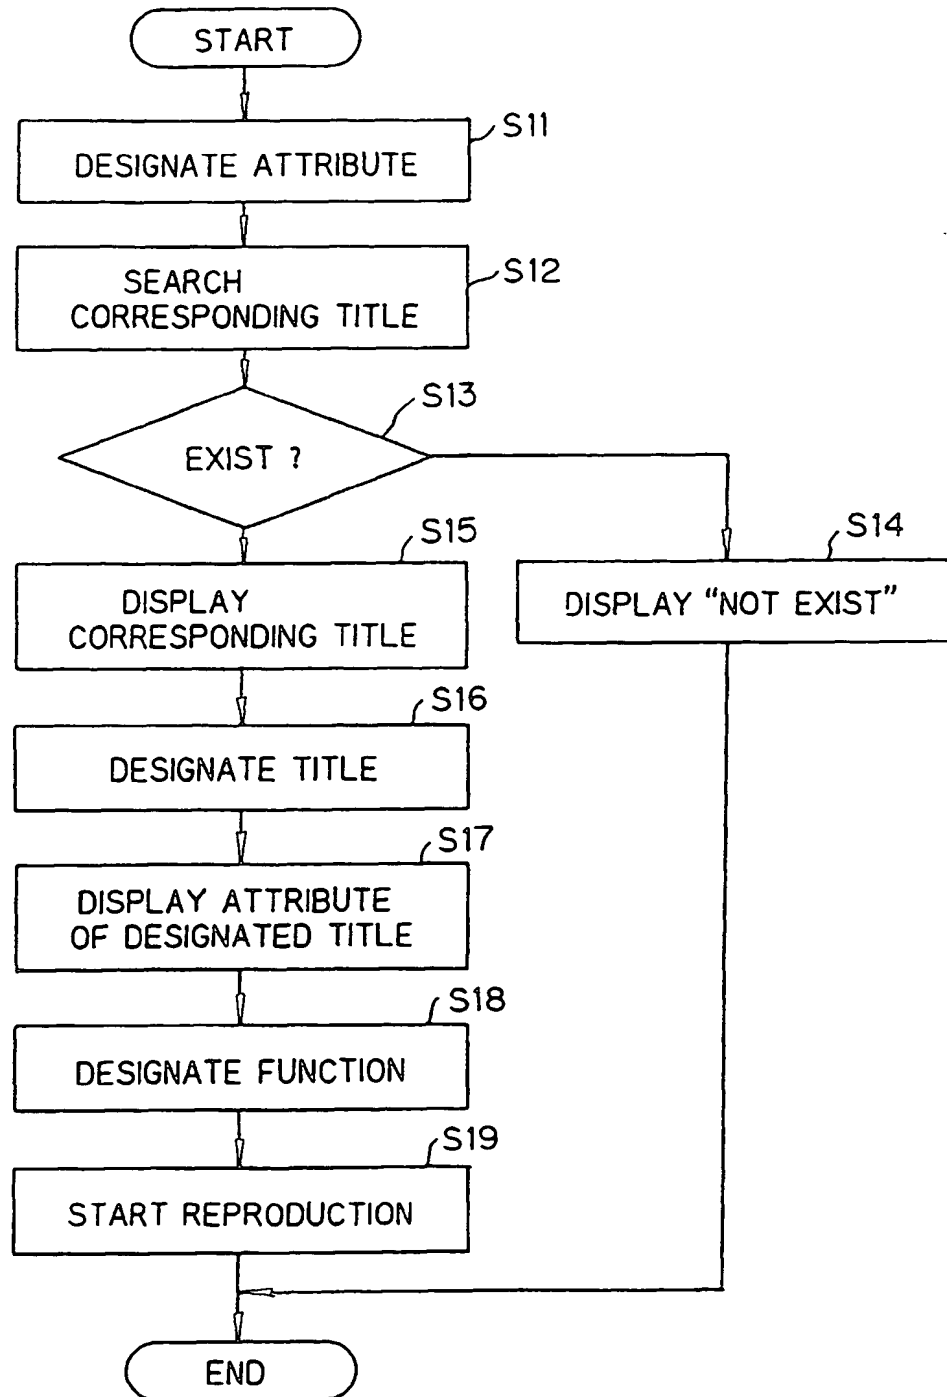 START
S11
DESIGNATE ATTRIBUTE
S12
SEARCH
CORRESPONDING TITLE
S13
EXIST ?
S15
DISPLAY
CORRESPONDING TITLE
S14
DISPLAY “NOT EXIST”
S16
DESIGNATE TITLE
S17
DISPLAY ATTRIBUTE
OF DESIGNATED TITLE
S18
DESIGNATE FUNCTION
S19
START REPRODUCTION
END